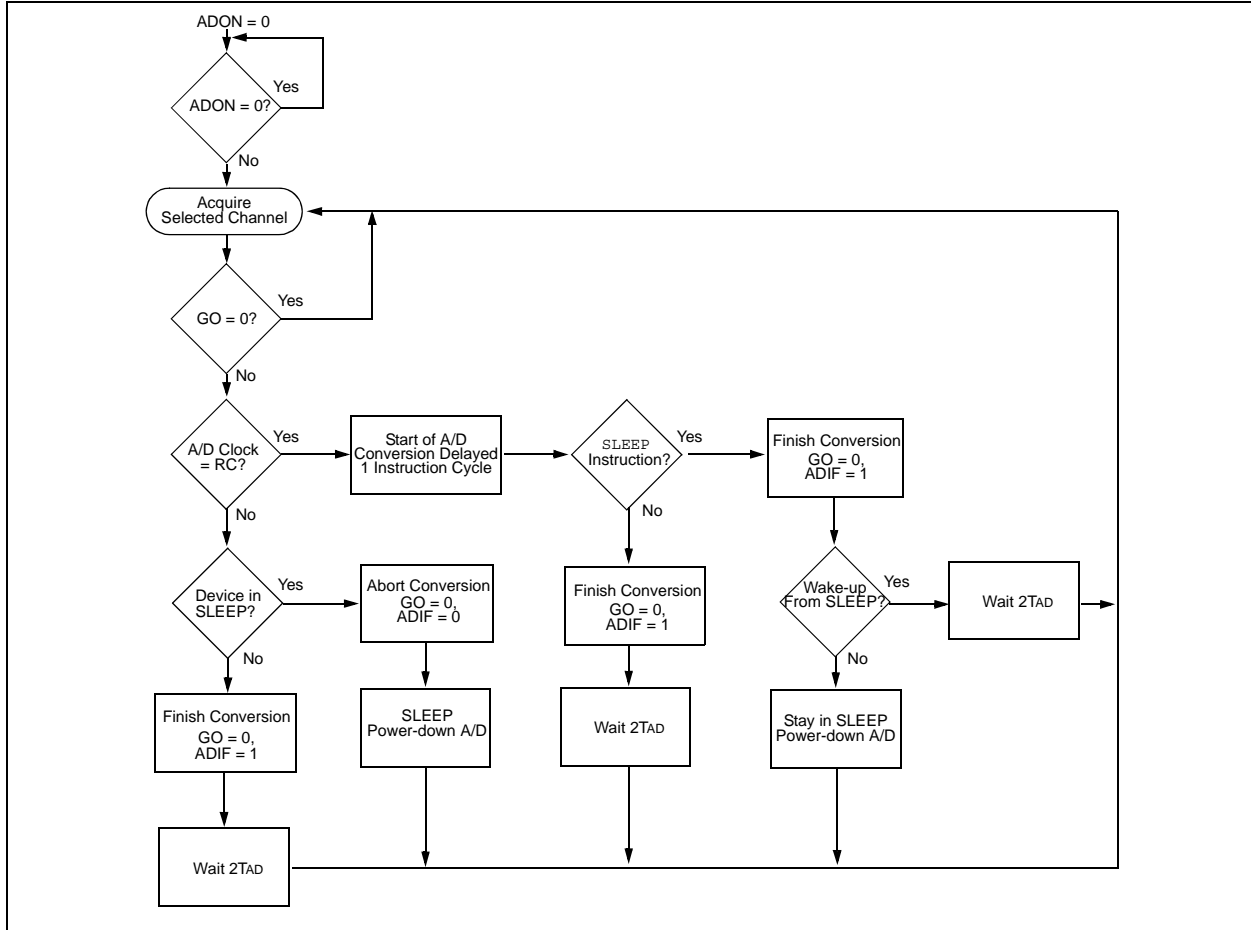 ADON = 0
Yes
ADON = 0?
No
Acquire
Selected Channel
Yes
GO = 0?
No
A/D Clock
= RC?
Yes
Start of A/D
Conversion Delayed
1 Instruction Cycle
SLEEP
Instruction?
Yes
Finish Conversion
GO = 0,
ADIF = 1
No
No
Device in
SLEEP?
Yes
Abort Conversion
GO = 0,
ADIF = 0
Finish Conversion
GO = 0,
ADIF = 1
Wake-up
From SLEEP?
Yes
Wait 2TAD
No
No
Finish Conversion
GO = 0,
ADIF = 1
SLEEP
Power-down A/D
Wait 2TAD
Stay in SLEEP
Power-down A/D
Wait 2TAD